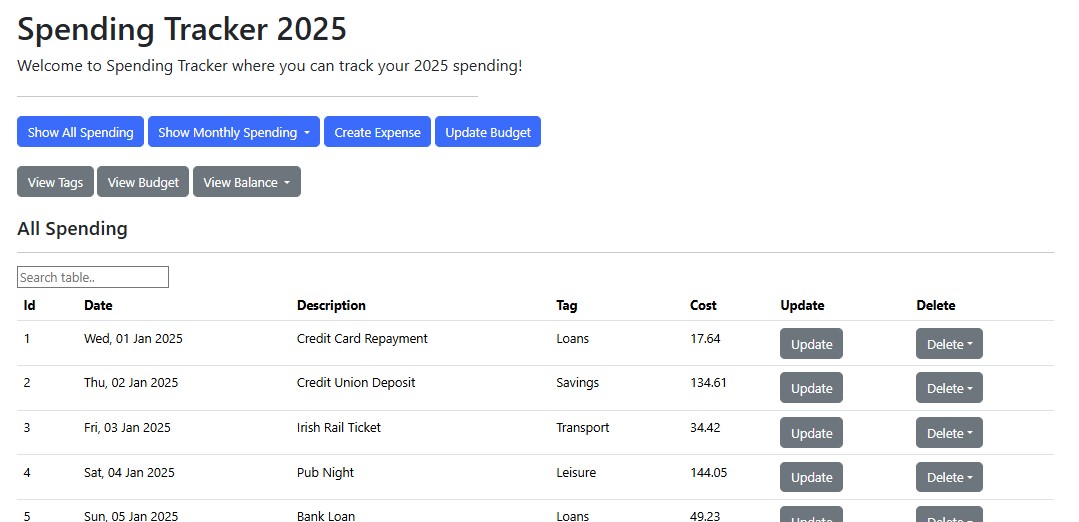 Spending Tracker 2025
Welcome to Spending Tracker where you can track your 2025 spending!
Show All Spending Show Monthly Spending Create Expense Update Budget
View Tags View Budget View Balance
All Spending
Search table..
Id Date Description Tag Cost Update Delete
1 Wed, 01 Jan 2025 Credit Card Repayment Loans 17.64 Update Delete
2 Thu, 02 Jan 2025 Credit Union Deposit Savings 134.61 Update Delete
3 Fri, 03 Jan 2025 Irish Rail Ticket Transport 34.42 Update Delete
4 Sat, 04 Jan 2025 Pub Night Leisure 144.05 Update Delete
5 Sun, 05 Jan 2025 Bank Loan Loans 49.23 Update Delete